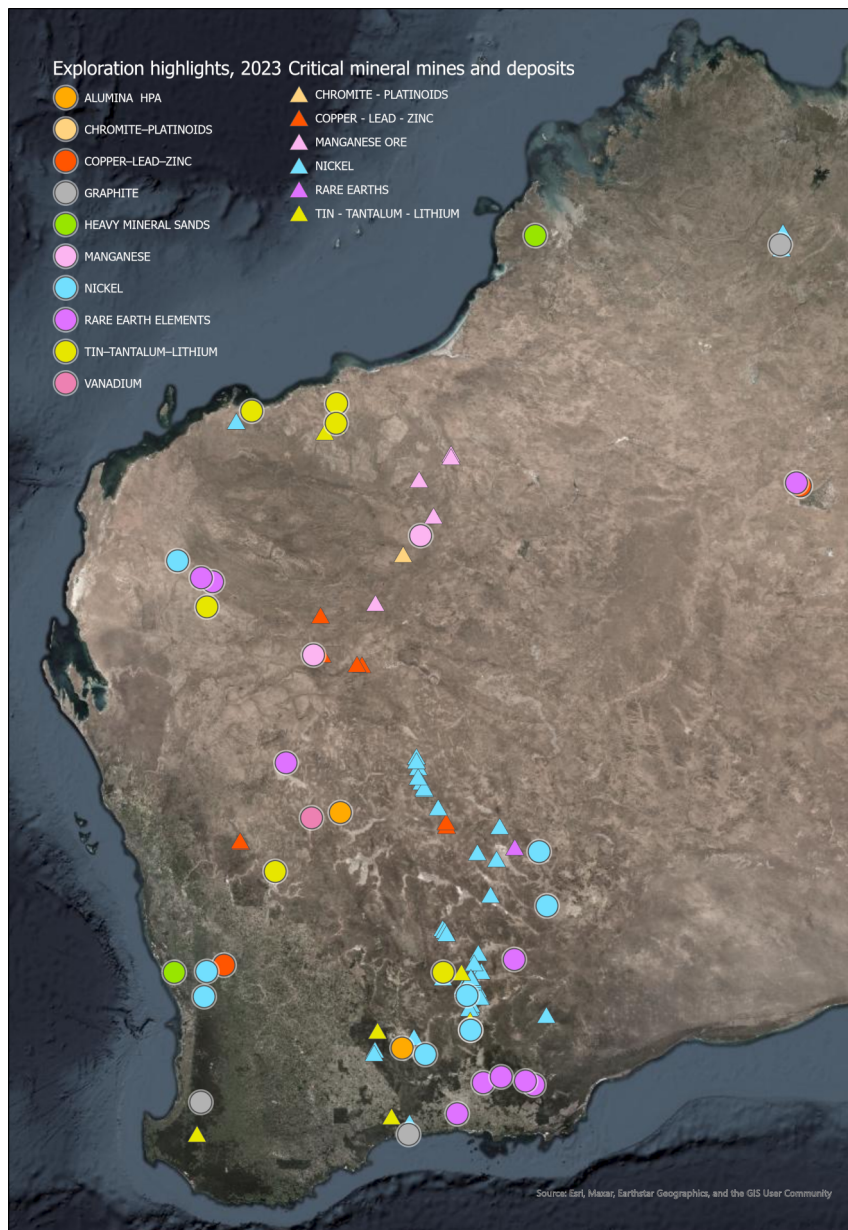 Exploration highlights, 2023
ALUMINA HPA
CHROMITE–PLATINOIDS
COPPER–LEAD–ZINC
GRAPHITE
HEAVY MINERAL SANDS
MANGANESE
NICKEL
RARE EARTH ELEMENTS
TIN–TANTALUM–LITHIUM
VANADIUM
Critical mineral mines and deposits
CHROMITE - PLATINOIDS
COPPER - LEAD - ZINC
MANGANESE ORE
NICKEL
RARE EARTHS
TIN - TANTALUM - LITHIUM
Source: Esri, Maxar, Earthstar Geographics, and the GIS User Community